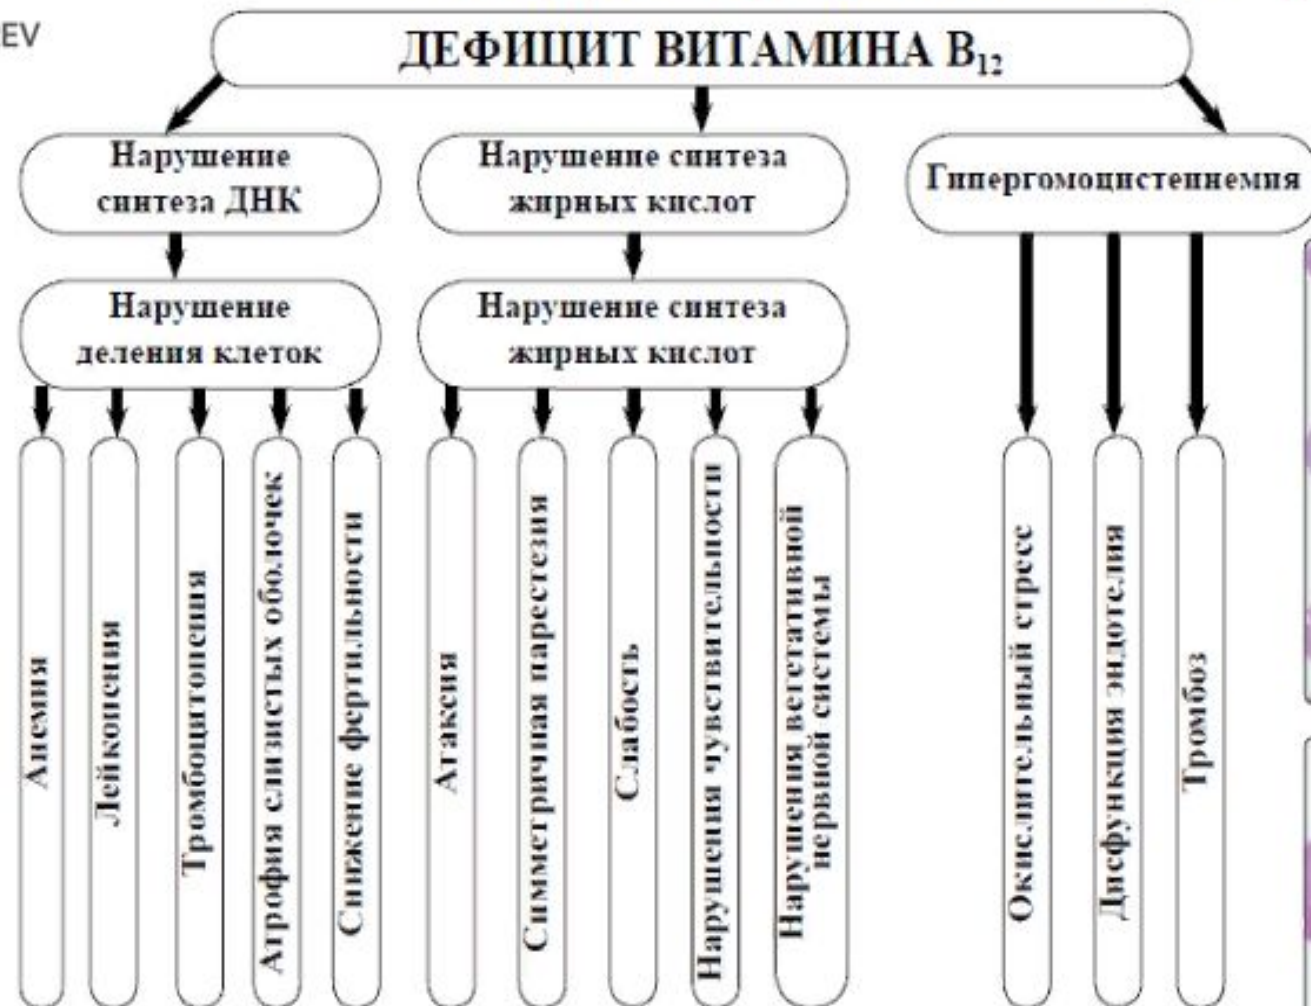 EV
ДЕФИЦИТ ВИТАМИНА B₁₂
Нарушение
синтеза ДНК
Нарушение синтеза
жирных кислот
Гипергомоцистеинемия
Нарушение
деления клеток
Нарушение синтеза
жирных кислот
Анемия
Лейкопения
Тромбоцитопения
Атрофия слизистых оболочек
Снижение фертильности
Атаксия
Симметричная парестезия
Слабость
Нарушения чувствительности
Нарушения вегетативной
нервной системы
Окислительный стресс
Дисфункция эндотелия
Тромбоз